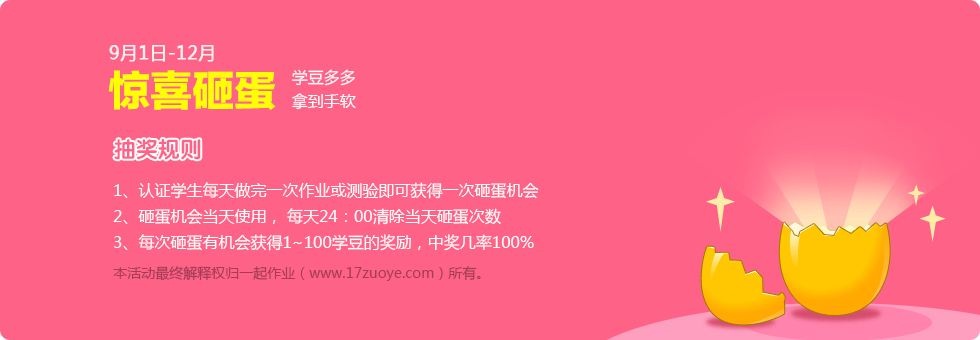 9月1日-12月
惊喜砸蛋
学豆多多
拿到手软
抽奖规则
1、认证学生每天做完一次作业或测验即可获得一次砸蛋机会
2、砸蛋机会当天使用，每天24：00清除当天砸蛋次数
3、每次砸蛋有机会获得1~100学豆的奖励，中奖几率100%
本活动最终解释权归一起作业（www.17zuoye.com）所有。